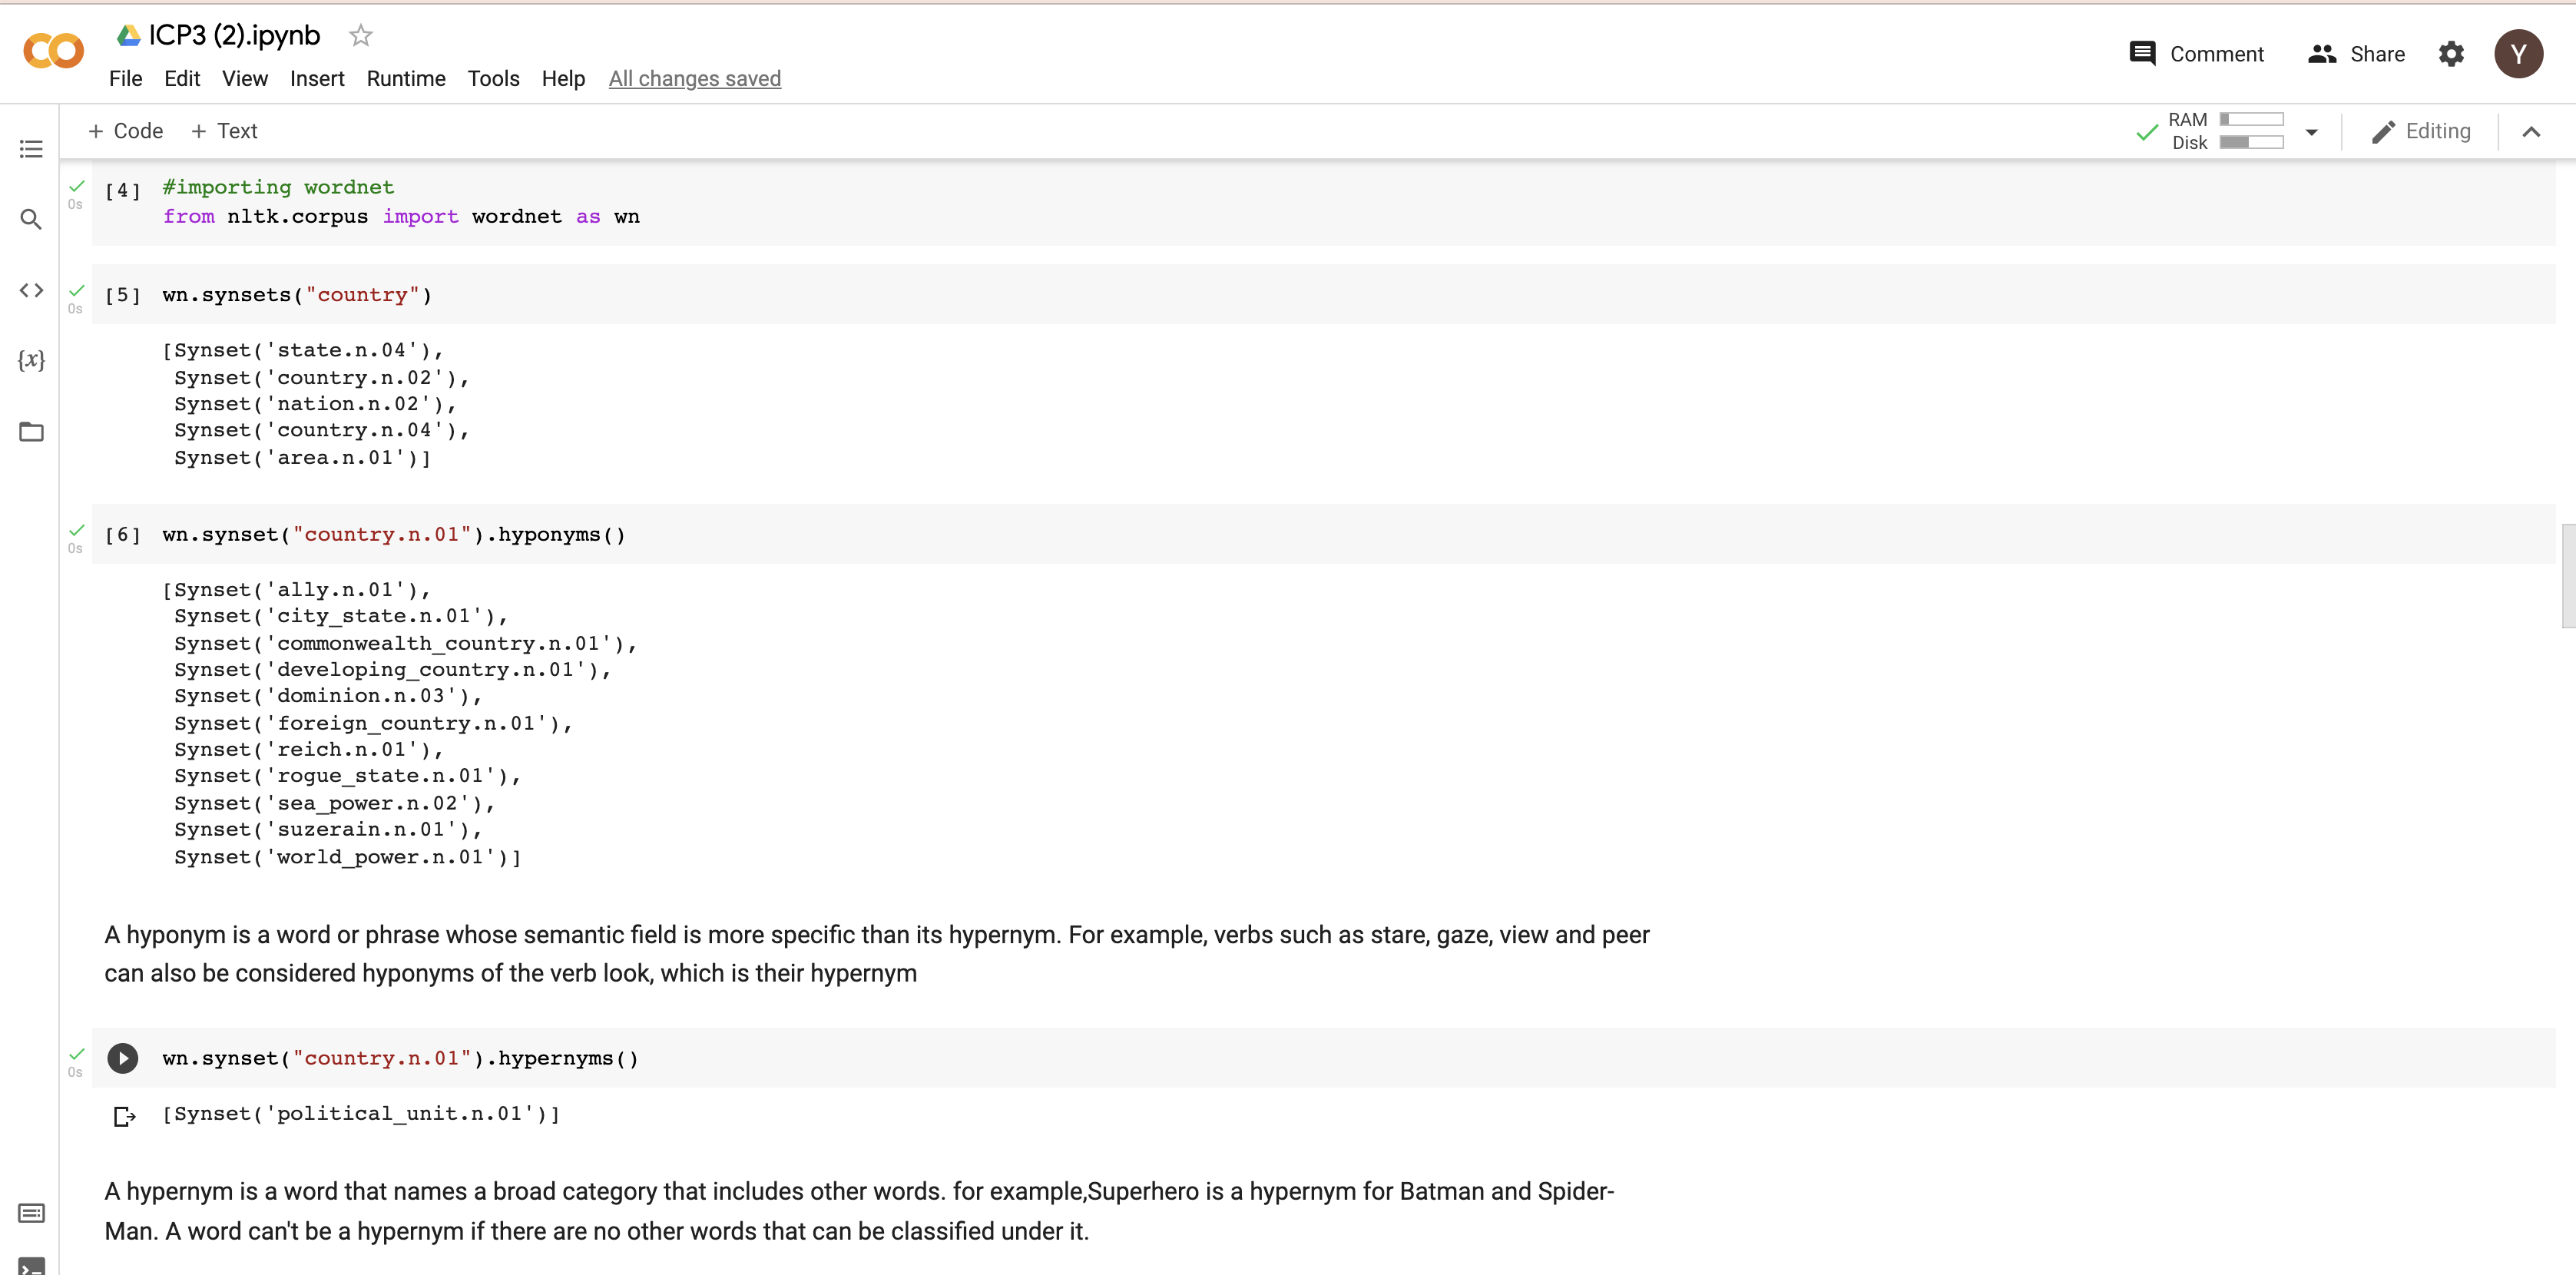 ICP3 (2).ipynb
Comment
Share
Y
File Edit View Insert Runtime Tools Help All changes saved
+ Code + Text
RAM
Disk
Editing
[4] #importing wordnet
0s
from nltk.corpus import wordnet as wn
[5] wn.synsets("country")
0s
[Synset('state.n.04'),
Synset('country.n.02'),
Synset('nation.n.02'),
Synset('country.n.04'),
Synset('area.n.01')]
[6] wn.synset("country.n.01").hyponyms()
0s
[Synset('ally.n.01'),
Synset('city_state.n.01'),
Synset('commonwealth_country.n.01'),
Synset('developing_country.n.01'),
Synset('dominion.n.03'),
Synset('foreign_country.n.01'),
Synset('reich.n.01'),
Synset('rogue_state.n.01'),
Synset('sea_power.n.02'),
Synset('suzerain.n.01'),
Synset('world_power.n.01')]
A hyponym is a word or phrase whose semantic field is more specific than its hypernym. For example, verbs such as stare, gaze, view and peer
can also be considered hyponyms of the verb look, which is their hypernym
wn.synset("country.n.01").hypernyms()
0s
[Synset('political_unit.n.01')]
A hypernym is a word that names a broad category that includes other words. for example,Superhero is a hypernym for Batman and Spider-
Man. A word can't be a hypernym if there are no other words that can be classified under it.